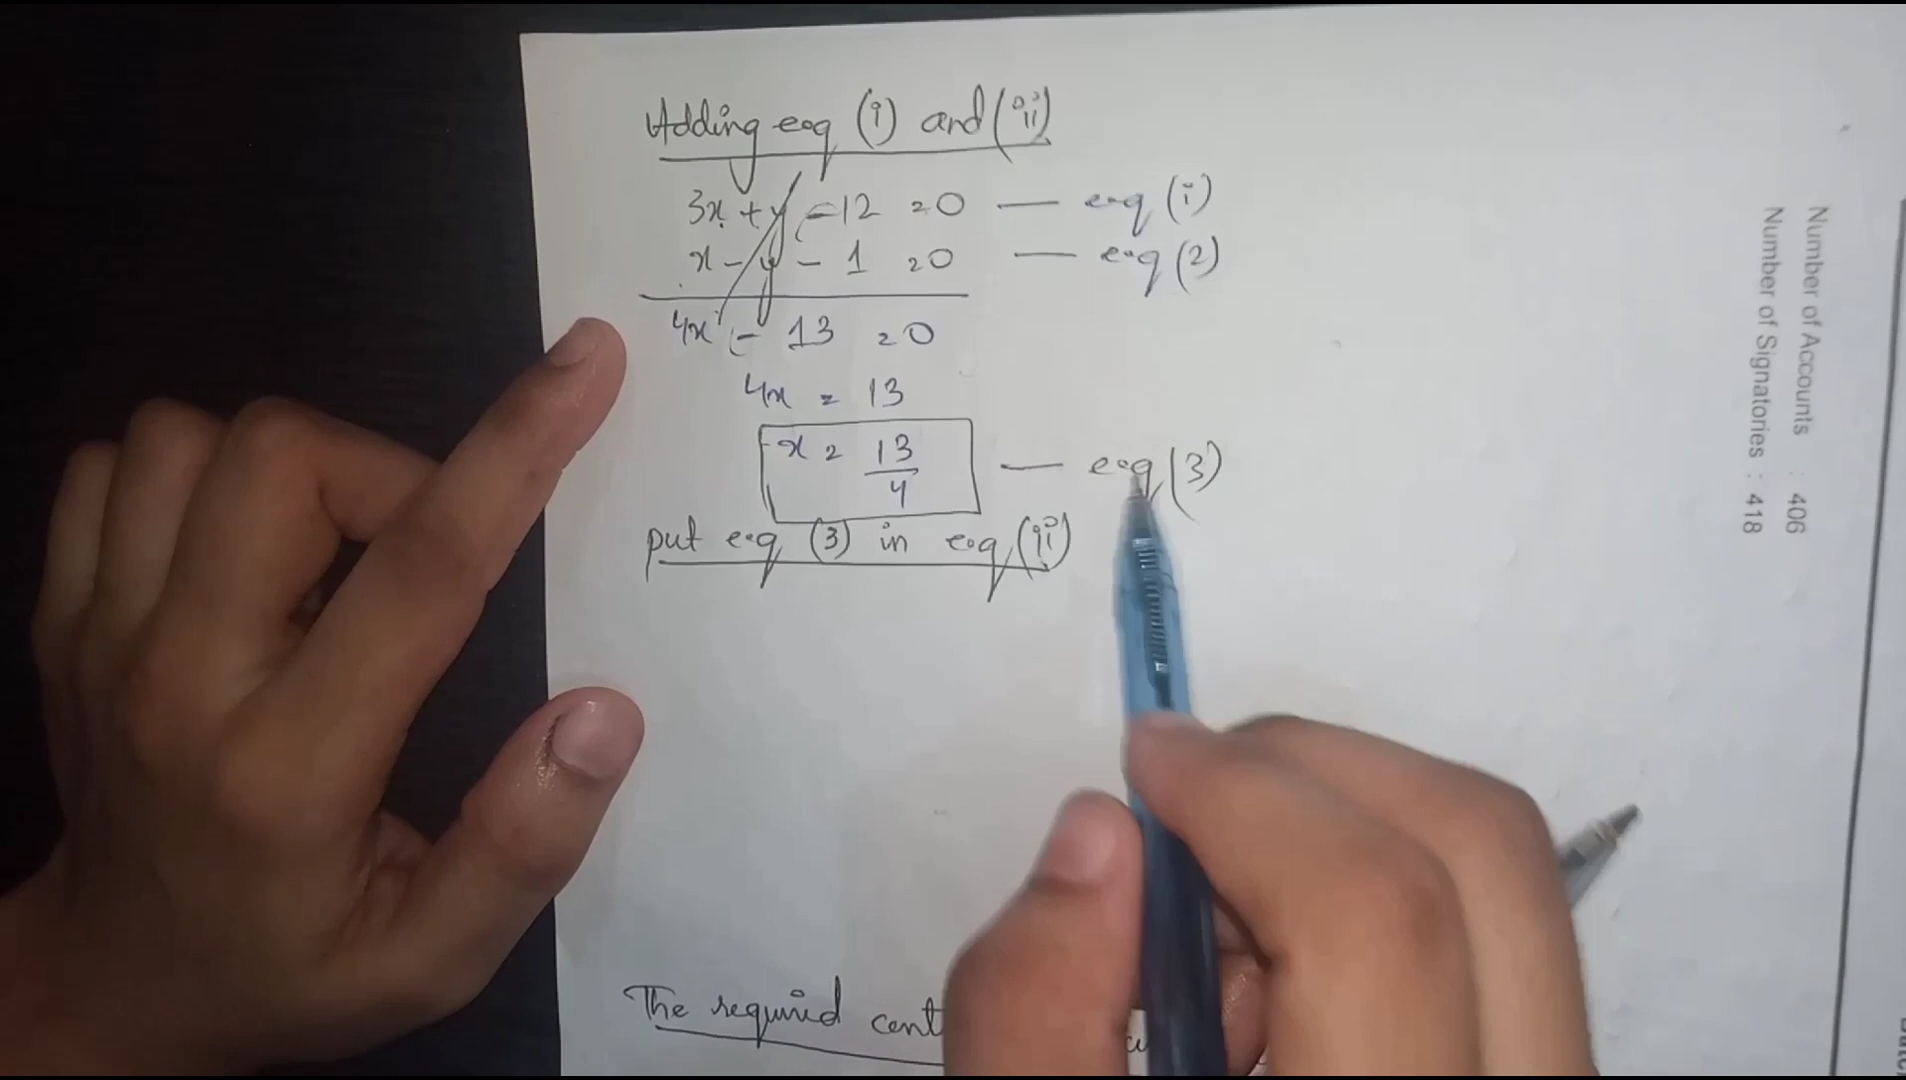 Adding eq (i) and (ii)
3x + y - 12 = 0 — eq (i)
x - y - 1 = 0 — eq (2)
4x - 13 = 0
4x = 13
x = 13/4 — eq (3)
put eq (3) in eq (ii)
The required
Number of Accounts : 406
Number of Signatories : 418